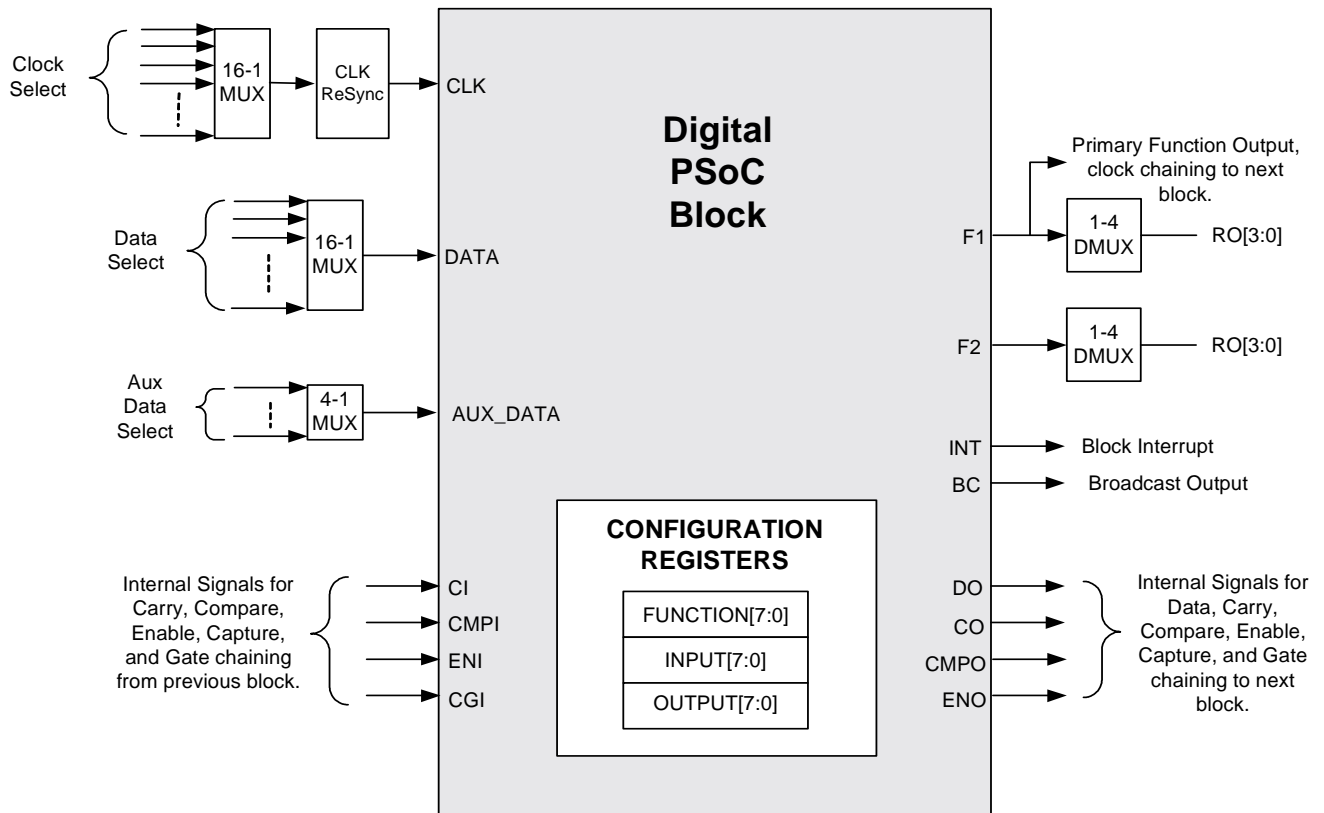 Clock
Select
16-1
MUX
CLK
ReSync
CLK
Digital
PSoC
Block
Data
Select
16-1
MUX
DATA
Aux
Data
Select
4-1
MUX
AUX_DATA
Internal Signals for
Carry, Compare,
Enable, Capture,
and Gate chaining
from previous block.
CI
CMPI
ENI
CGI
CONFIGURATION
REGISTERS
FUNCTION[7:0]
INPUT[7:0]
OUTPUT[7:0]
Primary Function Output,
clock chaining to next
block.
F1
1-4
DMUX
RO[3:0]
F2
1-4
DMUX
RO[3:0]
INT
Block Interrupt
BC
Broadcast Output
DO
CO
CMPO
ENO
Internal Signals for
Data, Carry,
Compare, Enable,
Capture, and Gate
chaining to next
block.